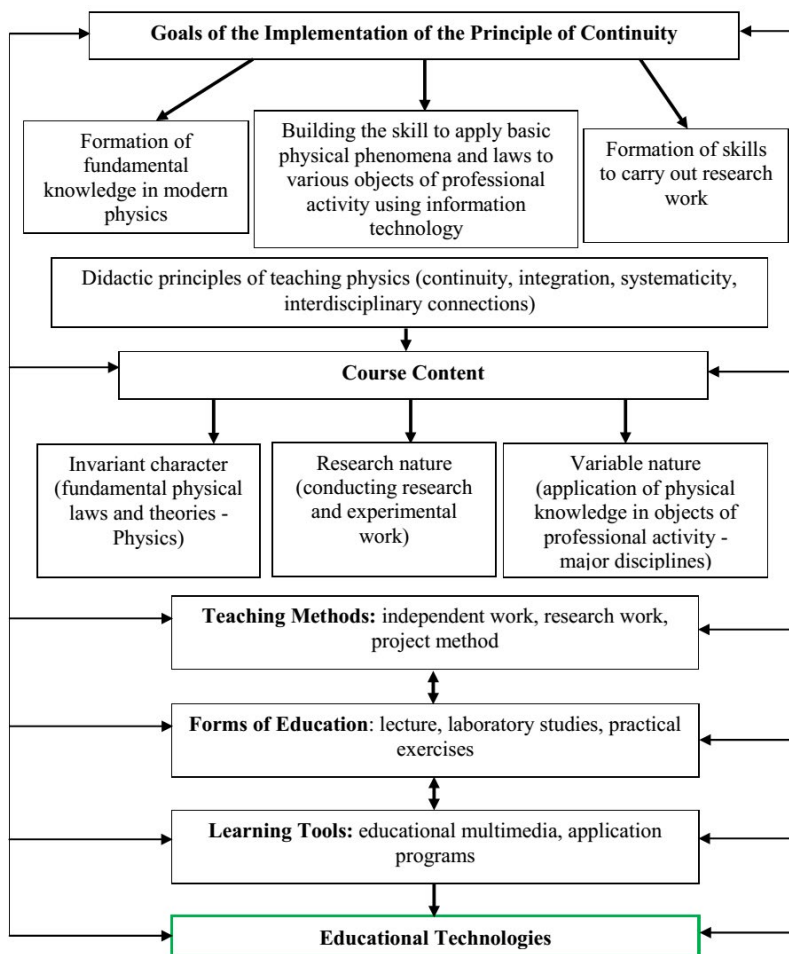 Goals of the Implementation of the Principle of Continuity
Formation of
fundamental
knowledge in modern
physics
Building the skill to apply basic
physical phenomena and laws to
various objects of professional
activity using information
technology
Formation of skills
to carry out research
work
Didactic principles of teaching physics (continuity, integration, systematicity,
interdisciplinary connections)
Course Content
Invariant character
(fundamental physical
laws and theories -
Physics)
Research nature
(conducting research
and experimental
work)
Variable nature
(application of physical
knowledge in objects of
professional activity -
major disciplines)
Teaching Methods: independent work, research work,
project method
Forms of Education: lecture, laboratory studies, practical
exercises
Learning Tools: educational multimedia, application
programs
Educational Technologies